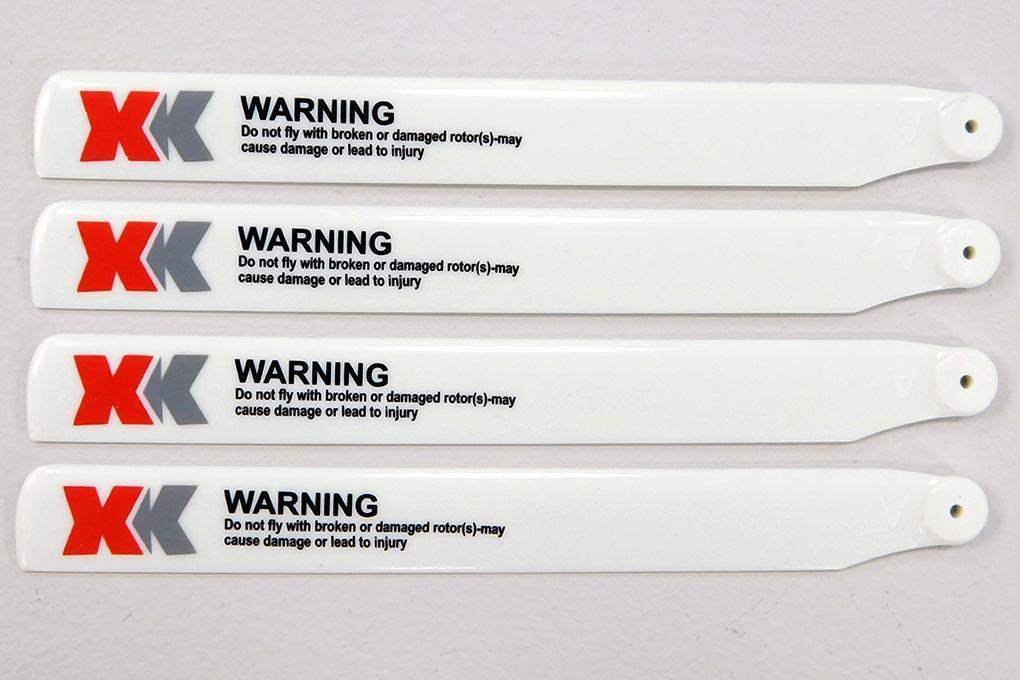 XK WARNING
Do not fly with broken or damaged rotor(s)-may
cause damage or lead to injury
XK WARNING
Do not fly with broken or damaged rotor(s)-may
cause damage or lead to injury
XK WARNING
Do not fly with broken or damaged rotor(s)-may
cause damage or lead to injury
XK WARNING
Do not fly with broken or damaged rotor(s)-may
cause damage or lead to injury